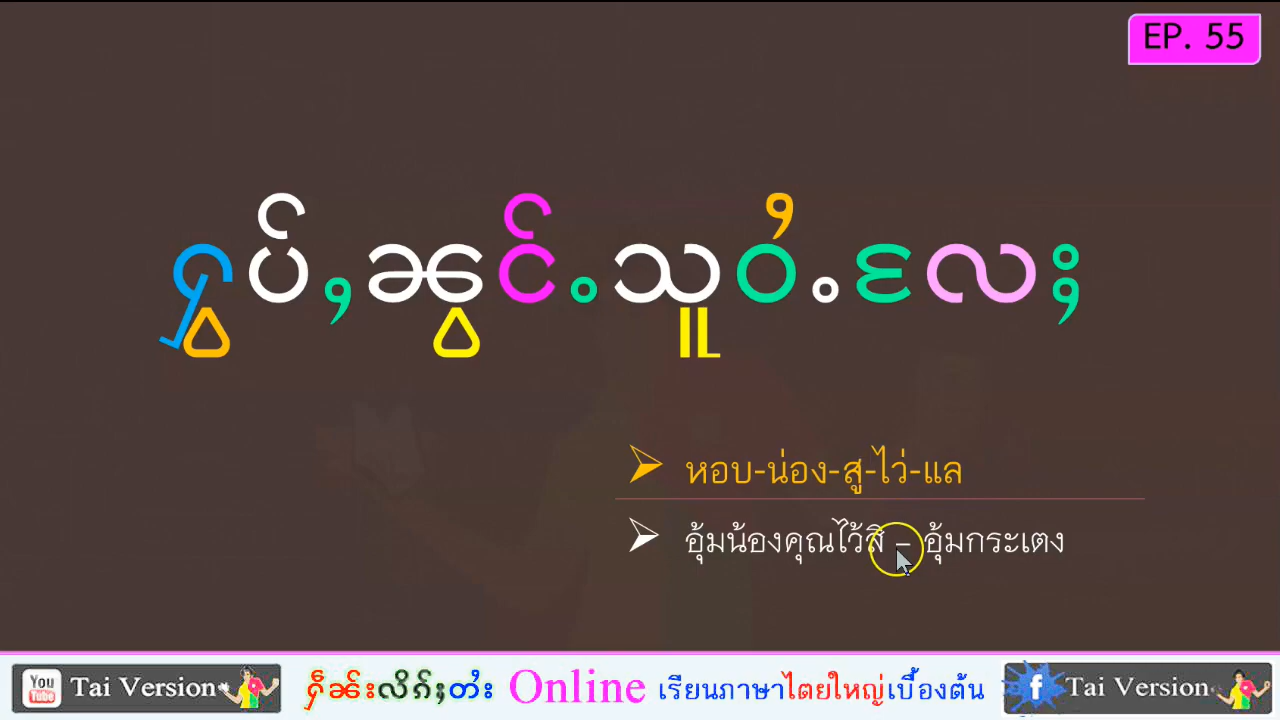 EP. 55
ႁွပ်ႇၼွင်ႉသူဝႆႉၽလႄႈ
หอบ-น่อง-สู-ไว่-แล
อุ้มน้องคุณไว้สิ – อุ้มกระเตง
You Tube Tai Version ႁဵၼ်းလိၵ်ႈတႆး Online เรียนภาษาไตยใหญ่เบื้องต้น f Tai Version